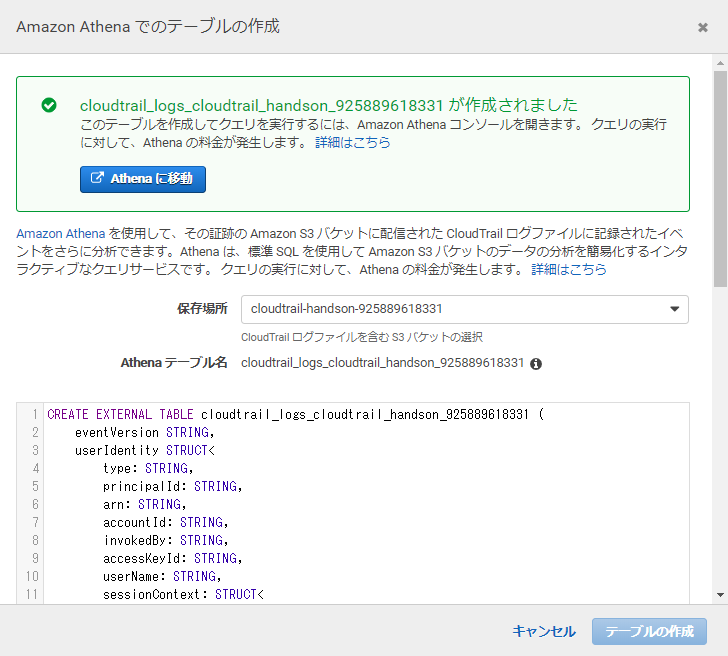 Amazon Athena でのテーブルの作成
cloudtrail_logs_cloudtrail_handson_925889618331 が作成されました
このテーブルを作成してクエリを実行するには、Amazon Athena コンソールを開きます。 クエリの実行
に対して、Athena の料金が発生します。 詳細はこちら
Athena に移動
Amazon Athena を使用して、その証跡の Amazon S3 バケットに配信された CloudTrail ログファイルに記録されたイベ
ントをさらに分析できます。Athena は、標準 SQL を使用して Amazon S3 バケットのデータの分析を簡易化するインタ
ラクティブなクエリサービスです。 クエリの実行に対して、Athena の料金が発生します。 詳細はこちら
保存場所 cloudtrail-handson-925889618331
CloudTrail ログファイルを含む S3 バケットの選択
Athena テーブル名 cloudtrail_logs_cloudtrail_handson_925889618331
1 CREATE EXTERNAL TABLE cloudtrail_logs_cloudtrail_handson_925889618331 (
2 eventVersion STRING,
3 userIdentity STRUCT<
4 type: STRING,
5 principalId: STRING,
6 arn: STRING,
7 accountId: STRING,
8 invokedBy: STRING,
9 accessKeyId: STRING,
10 userName: STRING,
11 sessionContext: STRUCT<
キャンセル テーブルの作成